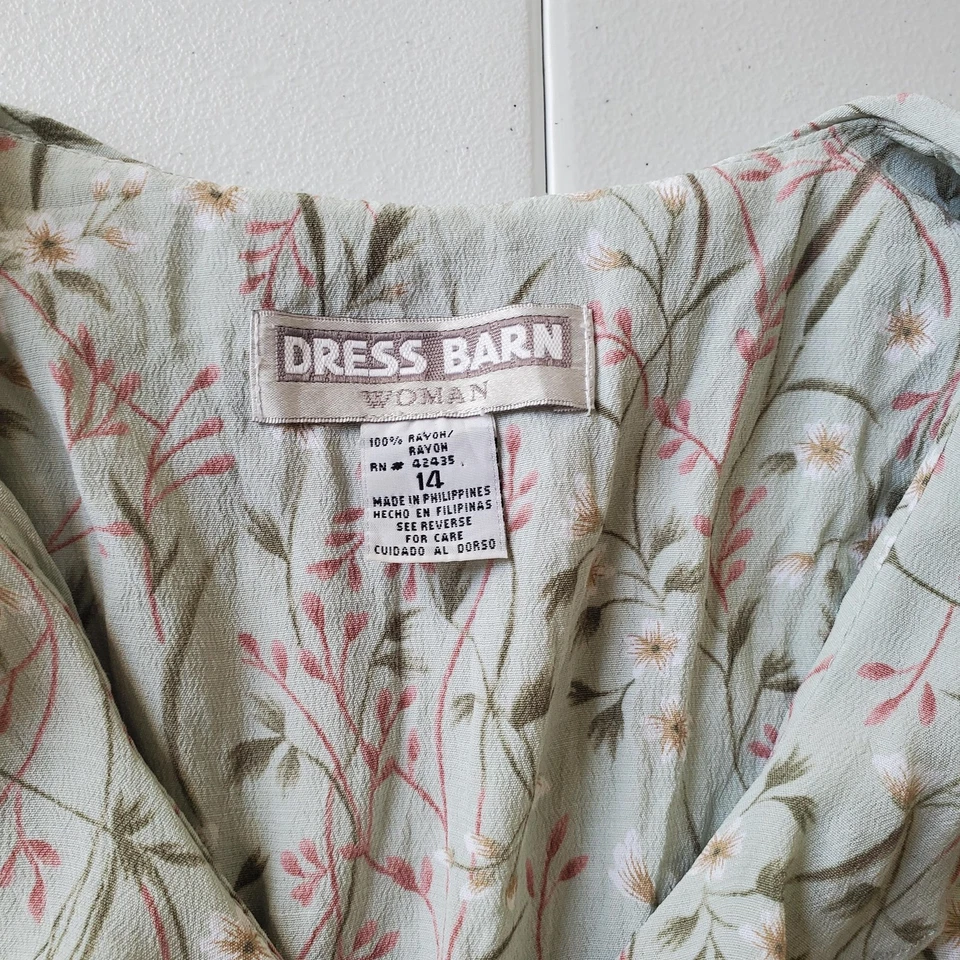 DRESS BARN
WOMAN
100% RAYON/
RAYON
RN # 42435
14
MADE IN PHILIPPINES
HECHO EN FILIPINAS
SEE REVERSE
FOR CARE
CUIDADO AL DORSO